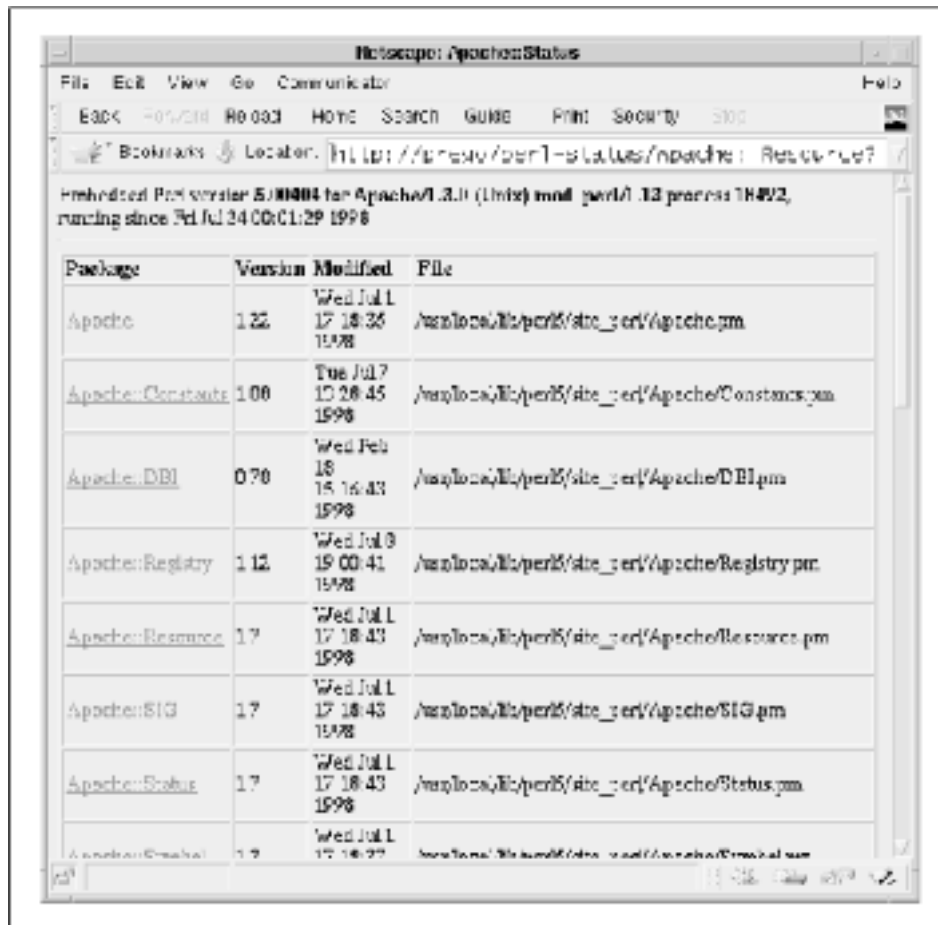 Netscape: Apache::Status
File Edit View Go Communicator Help
Back Forward Reload Home Search Guide Print Security Stop
Bookmarks Location: http://prego/perl-status/Apache::Resource?
Embedded Perl version 5.00404 for Apache/1.3.0 (Unix) mod_perl/1.13 process 18492,
running since Fri Jul 24 00:01:29 1998
Package Version Modified File
Apache 1.22 Wed Jul 1
17:18:36
1998
/usr/local/lib/perl5/site_perl/Apache.pm
Apache::Constants 1.08 Tue Jul 7
13:28:45
1998
/usr/local/lib/perl5/site_perl/Apache/Constants.pm
Apache::DBI 0.78 Wed Feb
18
15:16:43
1998
/usr/local/lib/perl5/site_perl/Apache/DBI.pm
Apache::Registry 1.12 Wed Jul 8
19:00:41
1998
/usr/local/lib/perl5/site_perl/Apache/Registry.pm
Apache::Resource 1.7 Wed Jul 1
17:18:43
1998
/usr/local/lib/perl5/site_perl/Apache/Resource.pm
Apache::SIG 1.7 Wed Jul 1
17:18:43
1998
/usr/local/lib/perl5/site_perl/Apache/SIG.pm
Apache::Status 1.7 Wed Jul 1
17:18:43
1998
/usr/local/lib/perl5/site_perl/Apache/Status.pm
Wed Jul 1